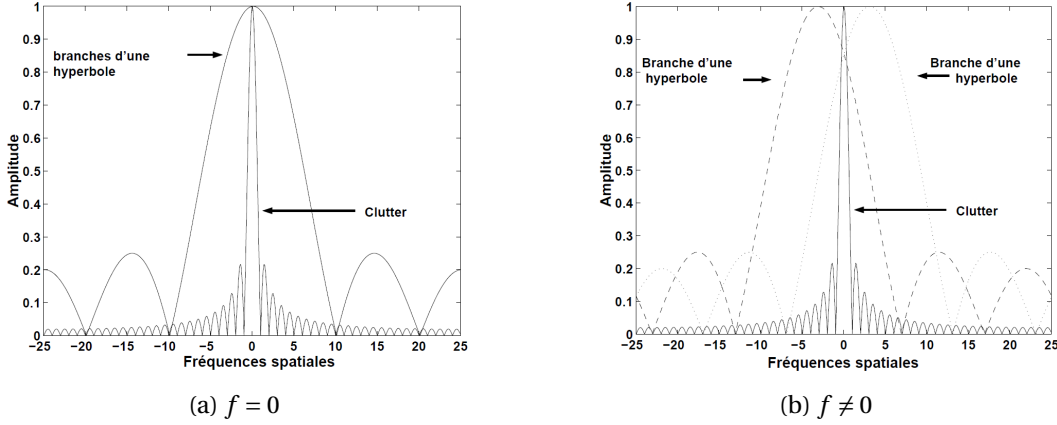 1
0.9
0.8
0.7
0.6
0.5
0.4
0.3
0.2
0.1
0
Amplitude
branches d'une
hyperbole
Clutter
−25 −20 −15 −10 −5 0 5 10 15 20 25
Fréquences spatiales
(a) f = 0
1
0.9
0.8
0.7
0.6
0.5
0.4
0.3
0.2
0.1
0
Amplitude
Branche d'une
hyperbole
Branche d'une
hyperbole
Clutter
−25 −20 −15 −10 −5 0 5 10 15 20 25
Fréquences spatiales
(b) f ≠ 0